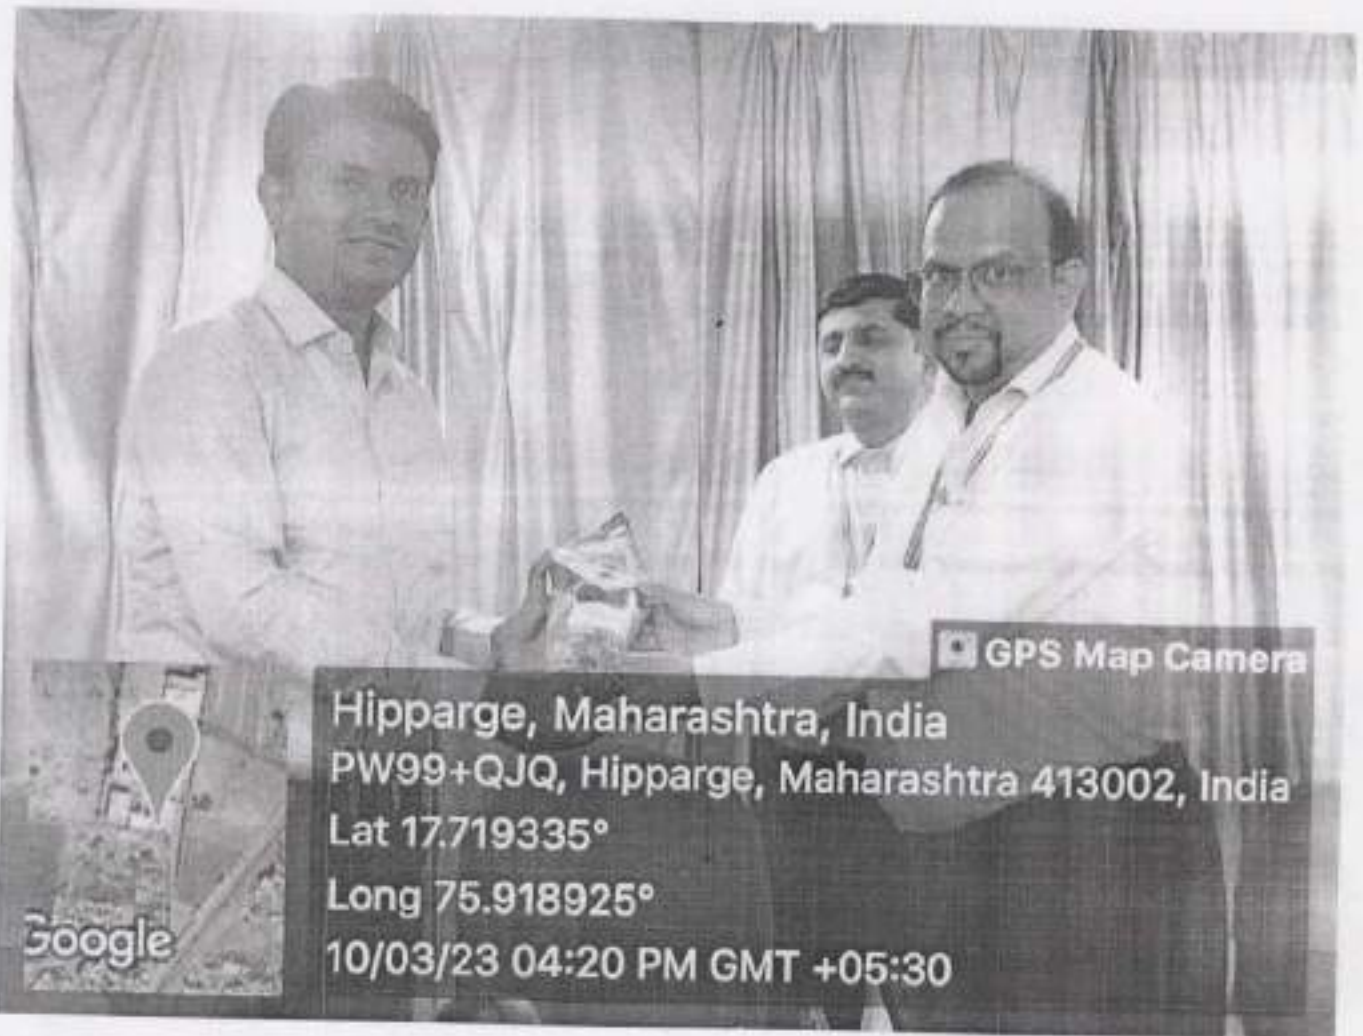 GPS Map Camera
Hipparge, Maharashtra, India
PW99+QJQ, Hipparge, Maharashtra 413002, India
Lat 17.719335°
Long 75.918925°
10/03/23 04:20 PM GMT +05:30
Google